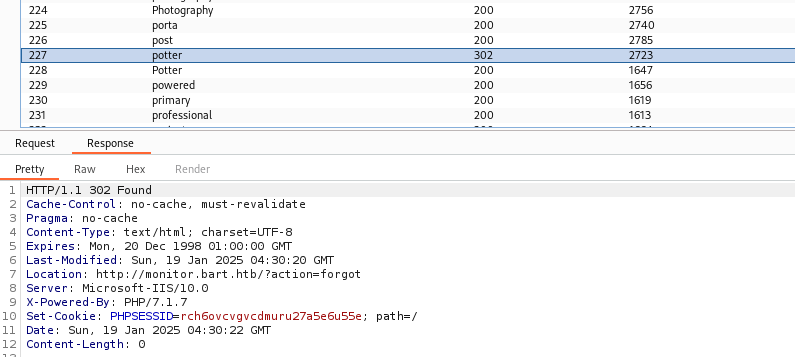 224 Photography 200 2756
225 porta 200 2740
226 post 200 2785
227 potter 302 2723
228 Potter 200 1647
229 powered 200 1656
230 primary 200 1619
231 professional 200 1613
Request Response
Pretty Raw Hex Render
1 HTTP/1.1 302 Found
2 Cache-Control: no-cache, must-revalidate
3 Pragma: no-cache
4 Content-Type: text/html; charset=UTF-8
5 Expires: Mon, 20 Dec 1998 01:00:00 GMT
6 Last-Modified: Sun, 19 Jan 2025 04:30:20 GMT
7 Location: http://monitor.bart.htb/?action=forgot
8 Server: Microsoft-IIS/10.0
9 X-Powered-By: PHP/7.1.7
10 Set-Cookie: PHPSESSID=rch6ovcvgvcdmuru27a5e6u55e; path=/
11 Date: Sun, 19 Jan 2025 04:30:22 GMT
12 Content-Length: 0